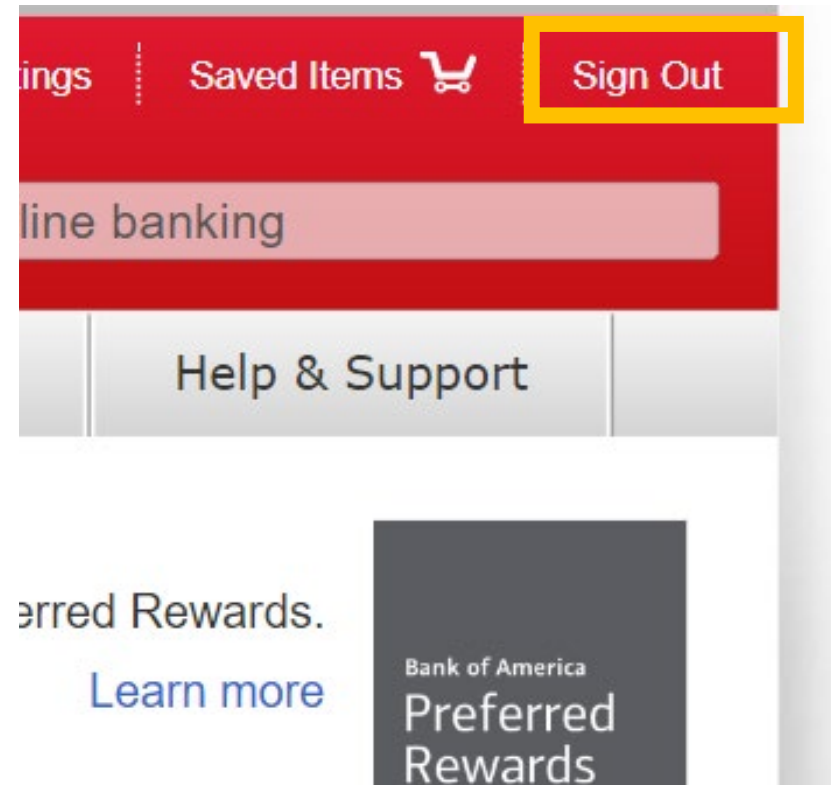 ings Saved Items Sign Out
line banking
Help & Support
erred Rewards.
Learn more
Bank of America
Preferred
Rewards